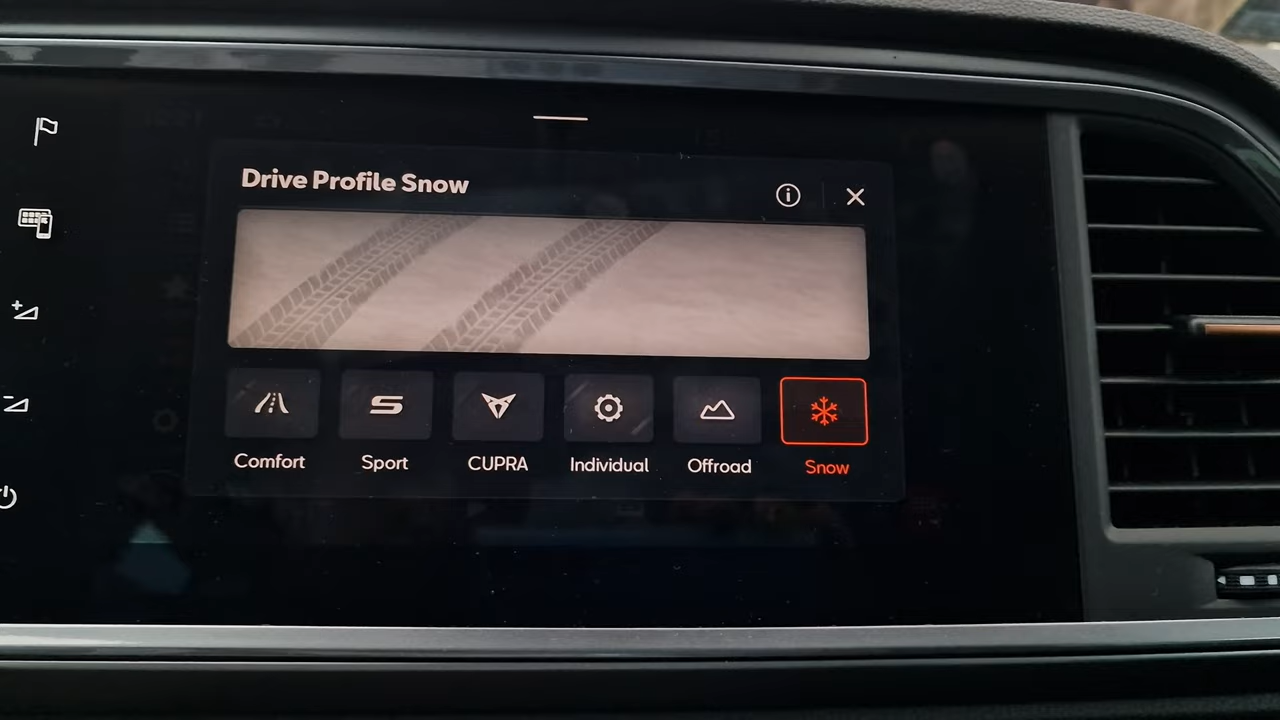 Drive Profile Snow
Comfort
Sport
CUPRA
Individual
Offroad
Snow